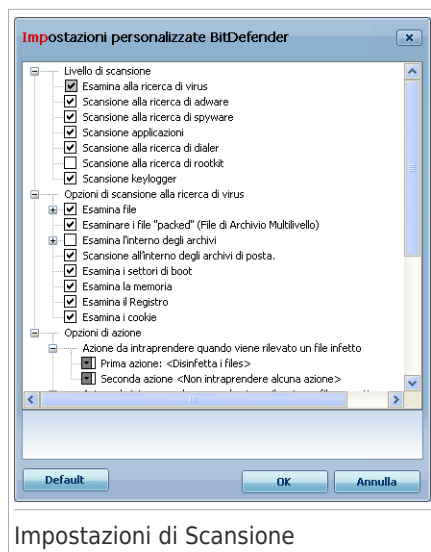 Impostazioni personalizzate BitDefender
Livello di scansione
Esamina alla ricerca di virus
Scansione alla ricerca di adware
Scansione alla ricerca di spyware
Scansione applicazioni
Scansione alla ricerca di dialer
Scansione alla ricerca di rootkit
Scansione keylogger
Opzioni di scansione alla ricerca di virus
Esamina file
Esaminare i file "packed" (File di Archivio Multilivello)
Esamina l'interno degli archivi
Scansione all'interno degli archivi di posta.
Esamina i settori di boot
Esamina la memoria
Esamina il Registro
Esamina i cookie
Opzioni di azione
Azione da intraprendere quando viene rilevato un file infetto
Prima azione: <Disinfetta i files>
Seconda azione <Non intraprendere alcuna azione>
Default
OK
Annulla
Impostazioni di Scansione